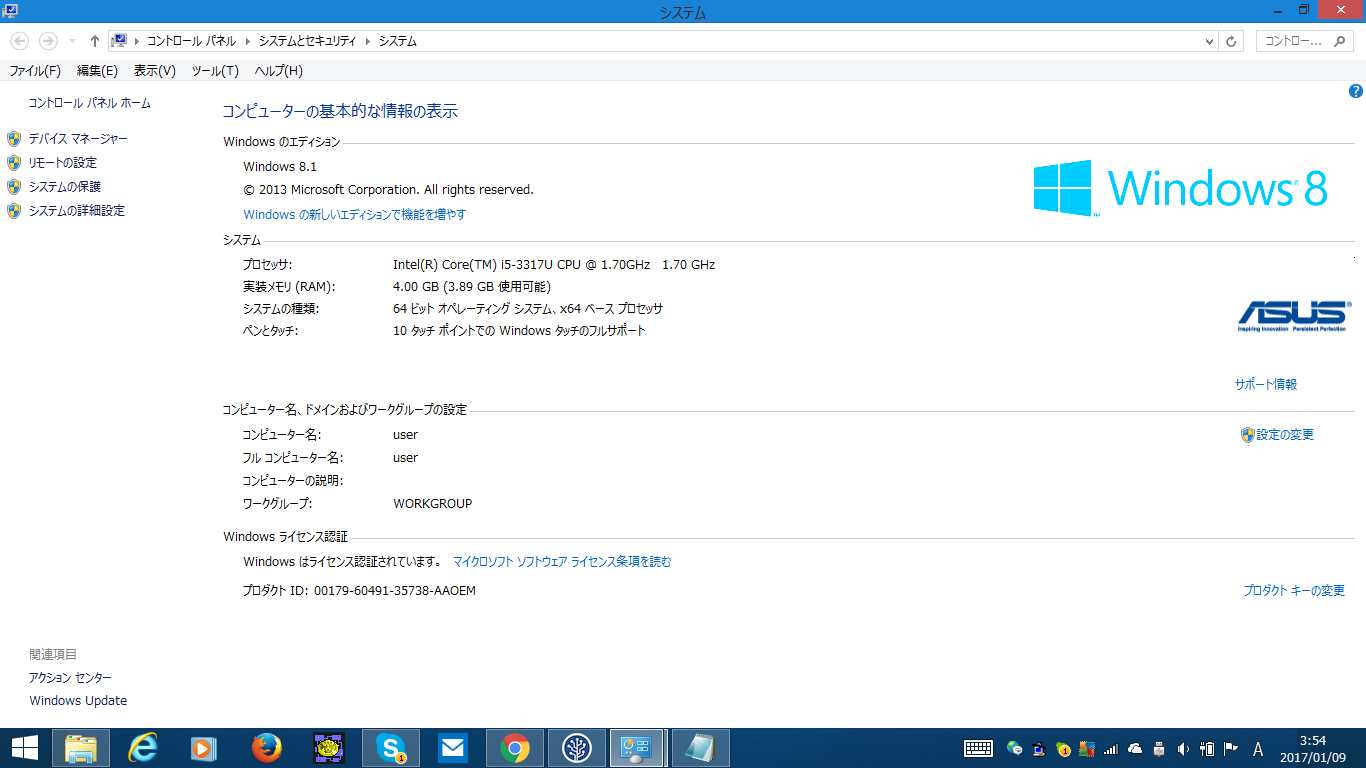 システム
コントロール パネル
システムとセキュリティ
システム
コントロー...
ファイル(F) 編集(E) 表示(V) ツール(T) ヘルプ(H)
コントロール パネル ホーム
デバイス マネージャー
リモートの設定
システムの保護
システムの詳細設定
コンピューターの基本的な情報の表示
Windows のエディション
Windows 8.1
© 2013 Microsoft Corporation. All rights reserved.
Windows の新しいエディションで機能を増やす
Windows® 8
™
システム
プロセッサ: Intel(R) Core(TM) i5-3317U CPU @ 1.70GHz 1.70 GHz
実装メモリ (RAM): 4.00 GB (3.89 GB 使用可能)
システムの種類: 64 ビット オペレーティング システム、x64 ベース プロセッサ
ペンとタッチ: 10 タッチ ポイントでの Windows タッチのフルサポート
ASUS®
Inspiring Innovation Persistent Perfection
サポート情報
コンピューター名、ドメインおよびワークグループの設定
コンピューター名: user
設定の変更
フル コンピューター名: user
コンピューターの説明:
ワークグループ: WORKGROUP
Windows ライセンス認証
Windows はライセンス認証されています。 マイクロソフト ソフトウェア ライセンス条項を読む
プロダクト ID: 00179-60491-35738-AAOEM
プロダクト キーの変更
関連項目
アクション センター
Windows Update
1
A
3:54
2017/01/09